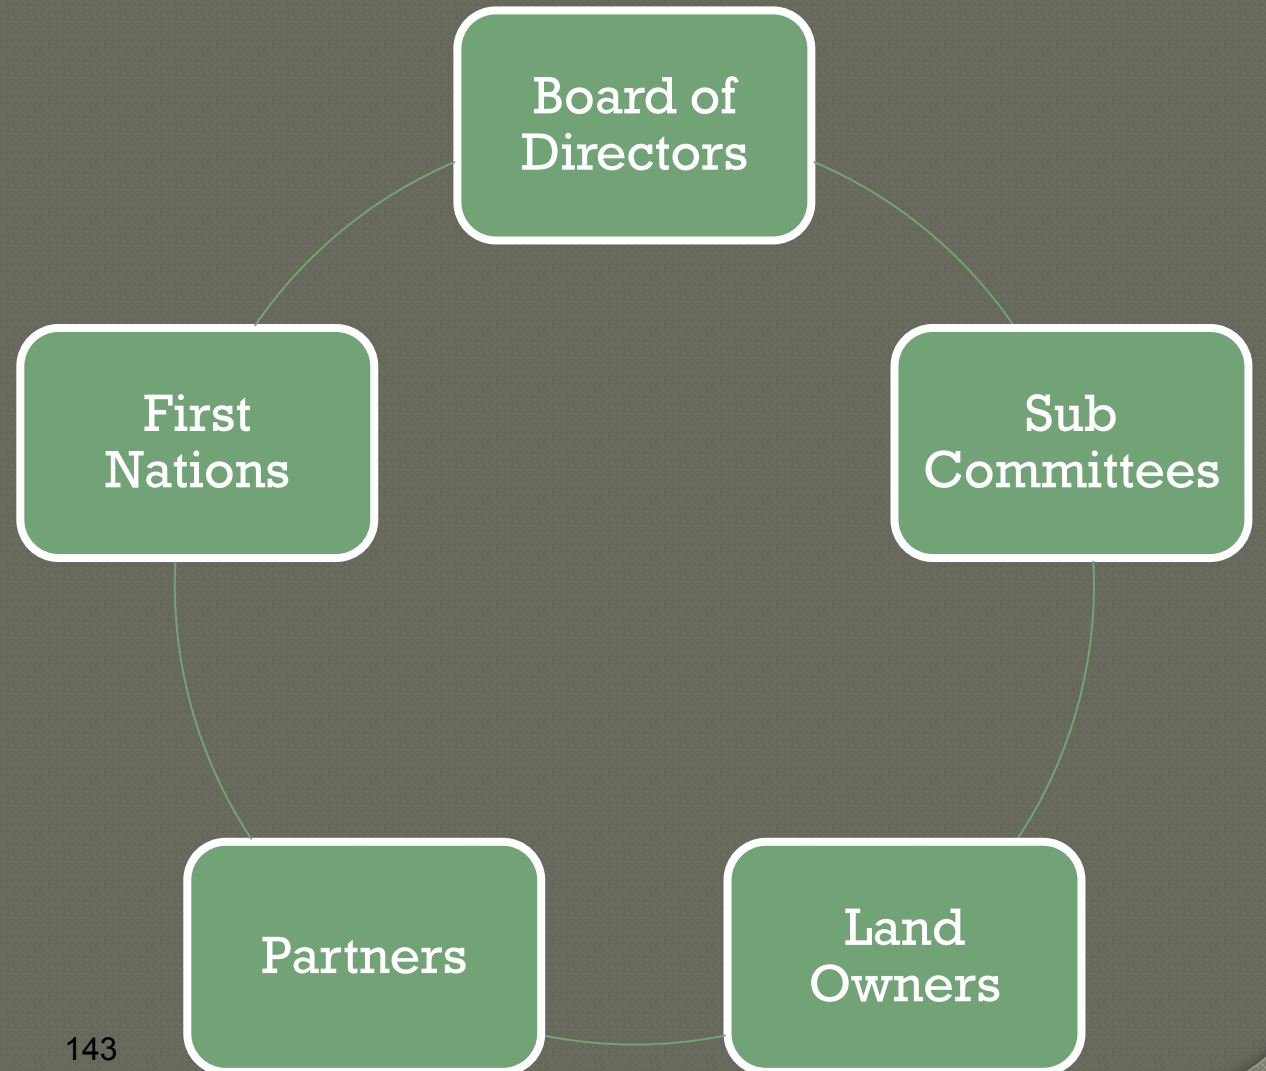 Board of
Directors
First
Nations
Sub
Committees
Partners
Land
Owners
143